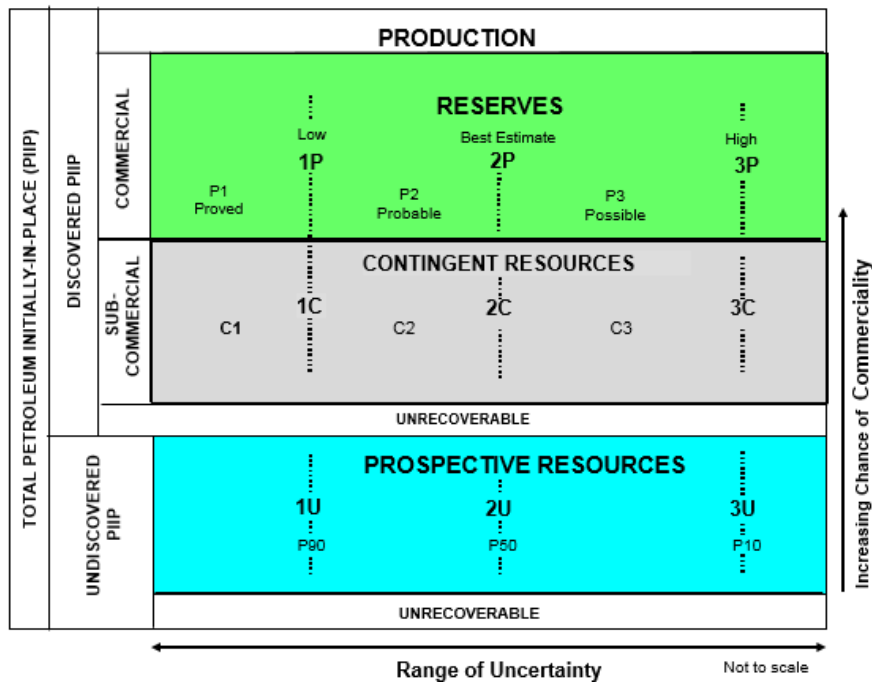 TOTAL PETROLEUM INITIALLY-IN-PLACE (PIIP)
DISCOVERED PIIP
COMMERCIAL
PRODUCTION
RESERVES
Low
Best Estimate
High
1P
2P
3P
P1
Proved
P2
Probable
P3
Possible
SUB-
COMMERCIAL
CONTINGENT RESOURCES
1C
2C
3C
C1
C2
C3
UNRECOVERABLE
UNDISCOVERED
PIIP
PROSPECTIVE RESOURCES
1U
2U
3U
P90
P50
P10
UNRECOVERABLE
Increasing Chance of Commerciality
Range of Uncertainty
Not to scale